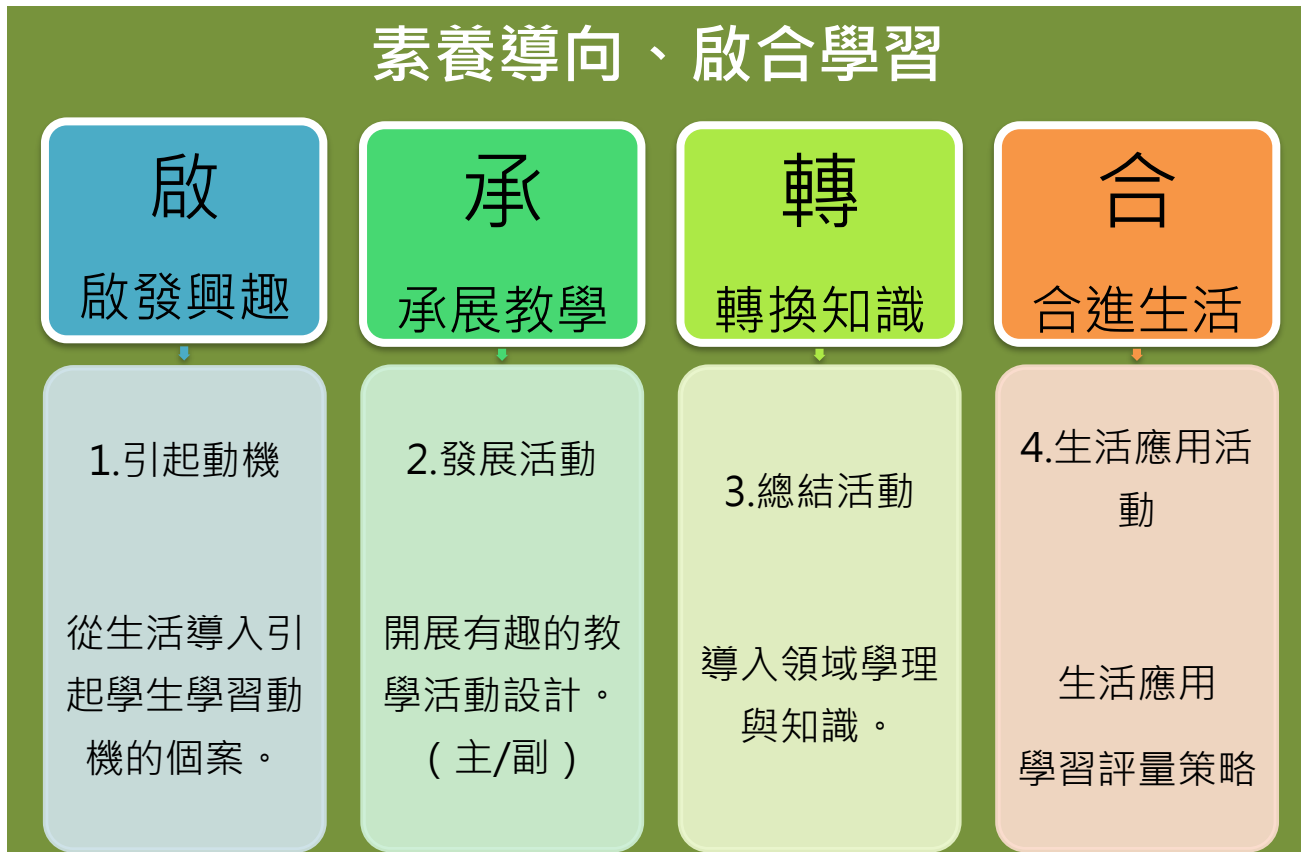 素養導向、啟合學習
啟
啟發興趣
1.引起動機
從生活導入引
起學生學習動
機的個案。
承
承展教學
2.發展活動
開展有趣的教
學活動設計。
(主/副)
轉
轉換知識
3.總結活動
導入領域學理
與知識。
合
合進生活
4.生活應用活
動
生活應用
學習評量策略